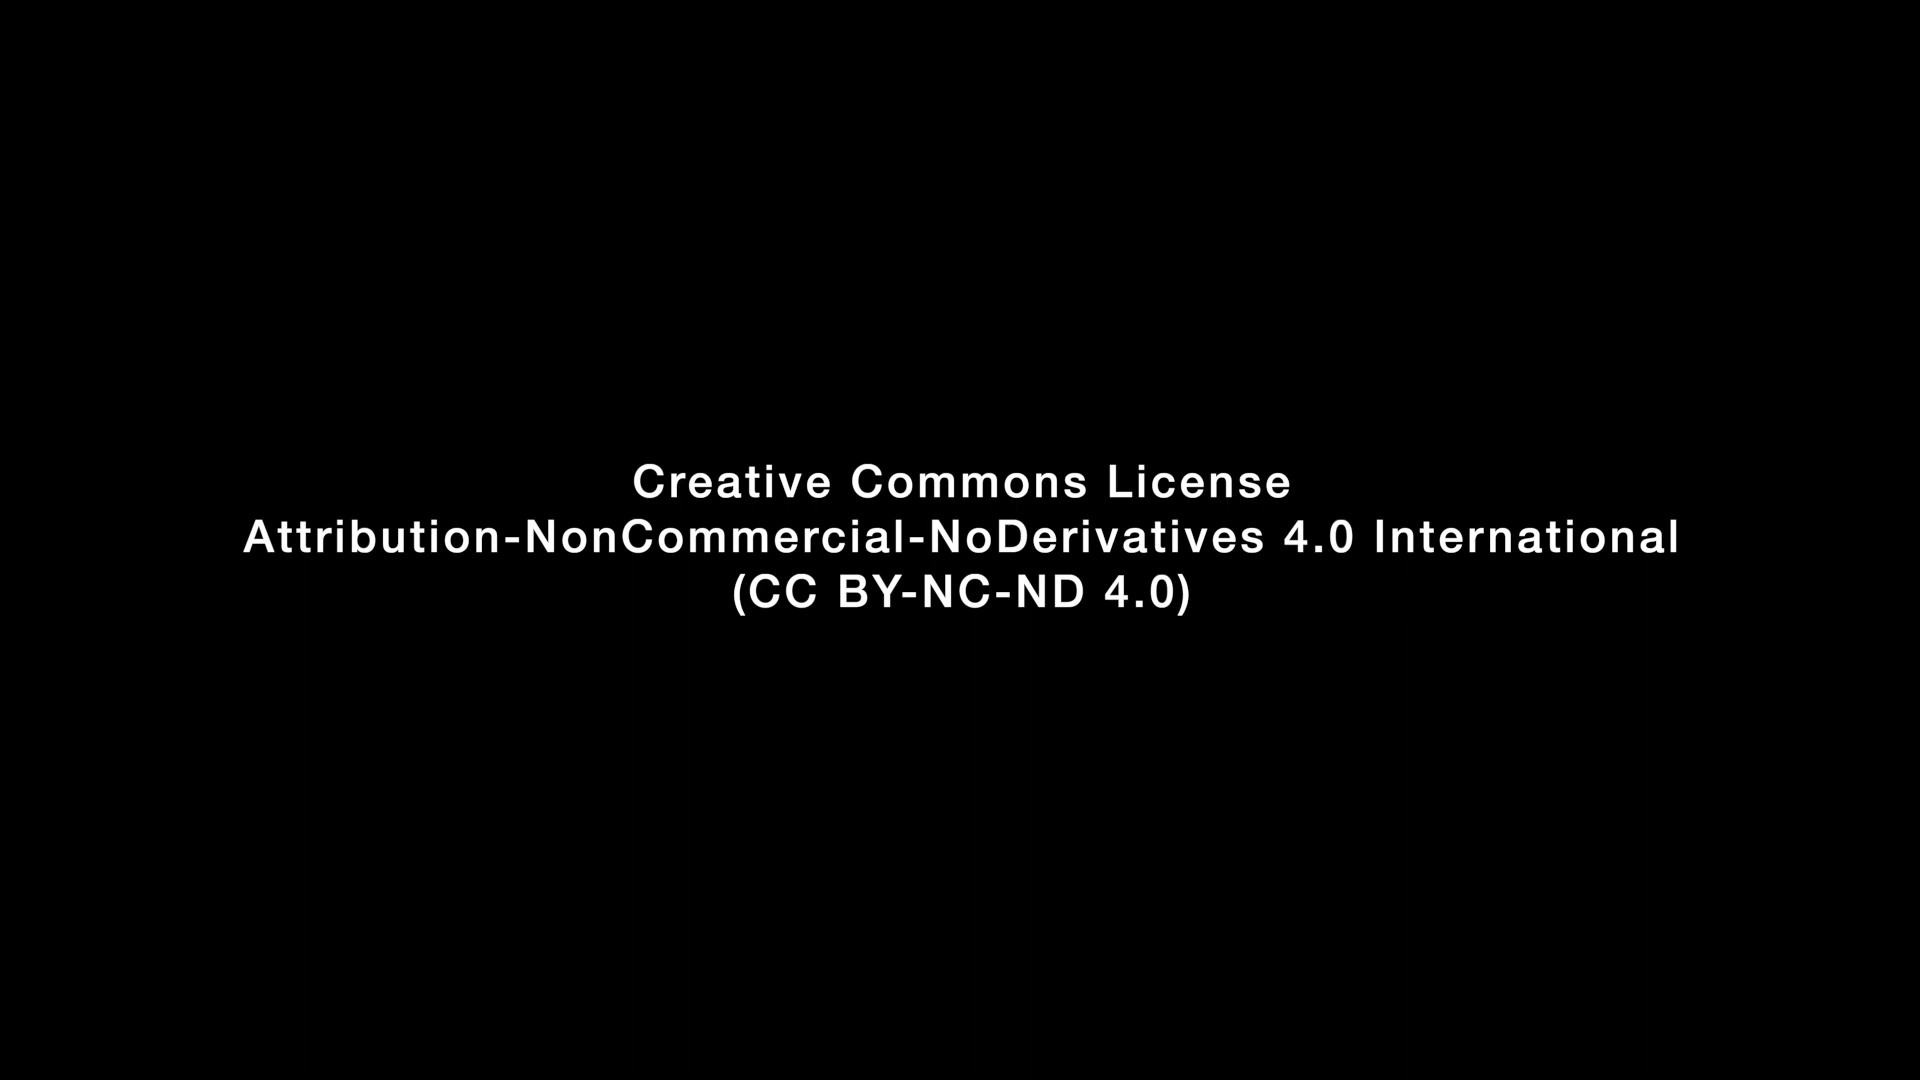 Creative Commons License
Attribution-NonCommercial-NoDerivatives 4.0 International
(CC BY-NC-ND 4.0)